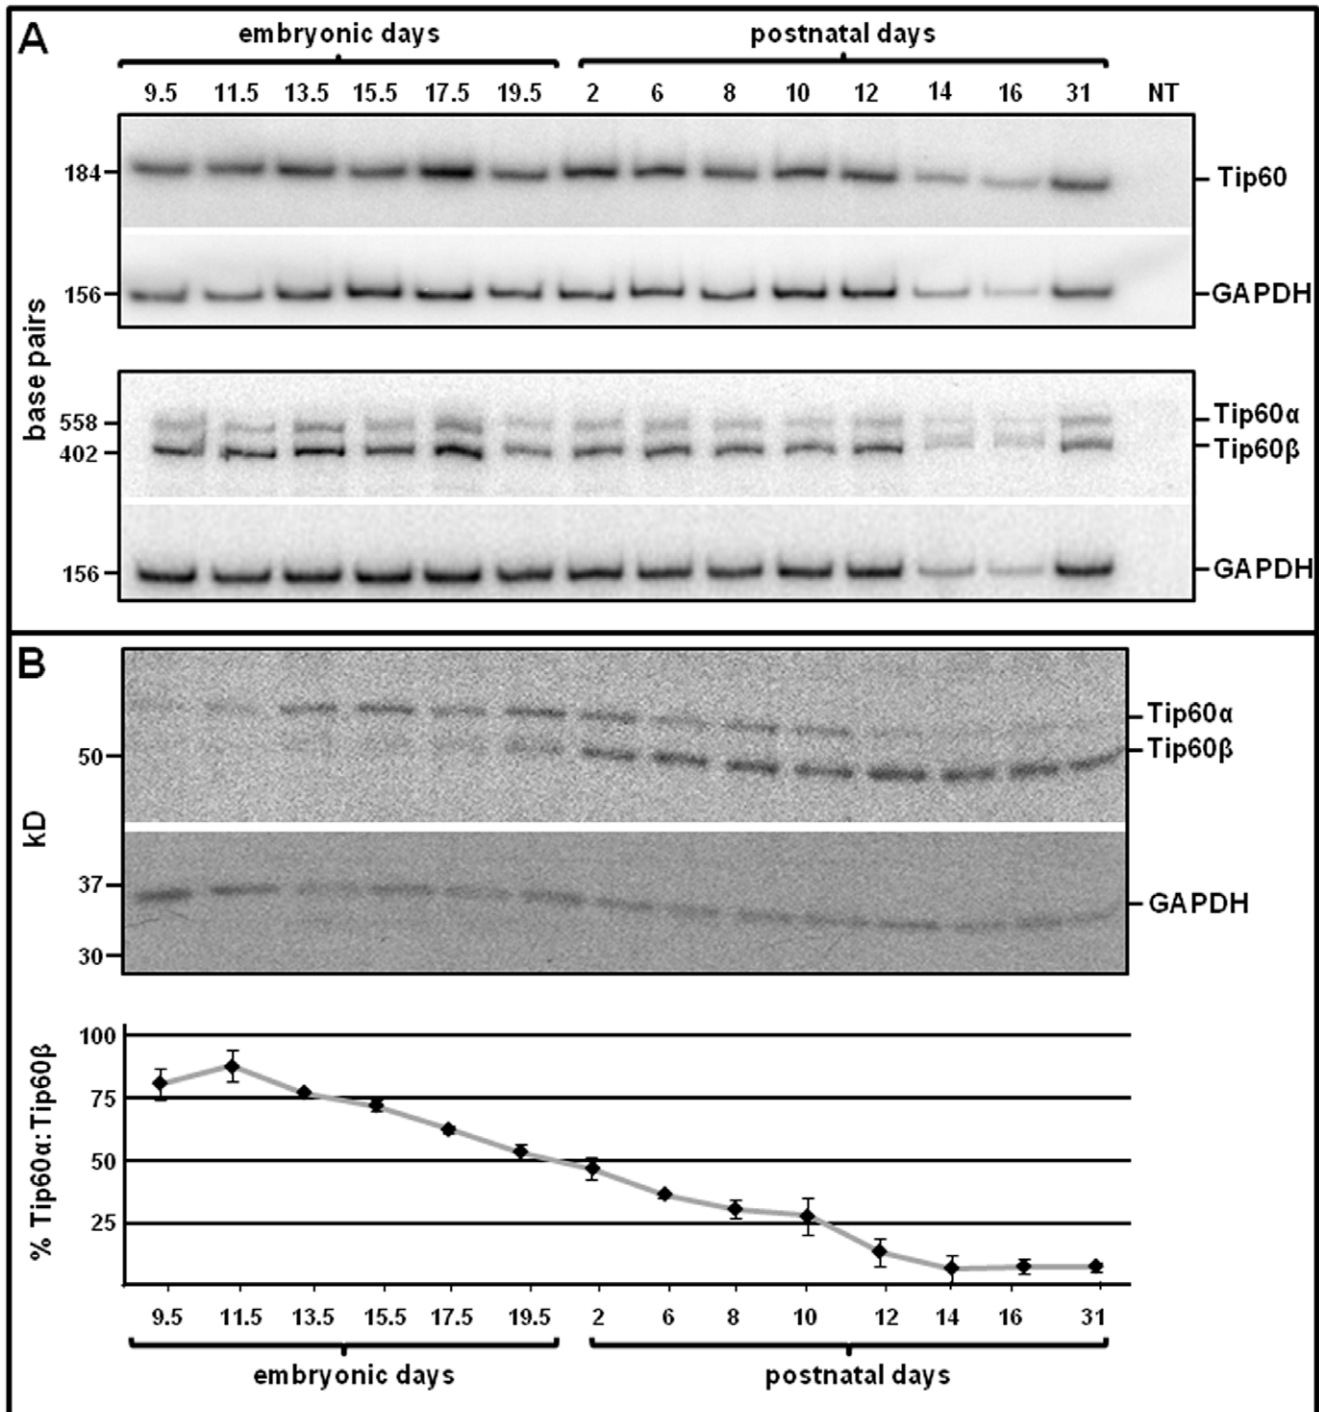 A
embryonic days postnatal days
9.5 11.5 13.5 15.5 17.5 19.5 2 6 8 10 12 14 16 31 NT
184 Tip60
156 GAPDH
base pairs
558 Tip60α
402 Tip60β
156 GAPDH
B
Tip60α
50 Tip60β
kD
37 GAPDH
30
% Tip60α:Tip60β
100
75
50
25
9.5 11.5 13.5 15.5 17.5 19.5 2 6 8 10 12 14 16 31
embryonic days postnatal days